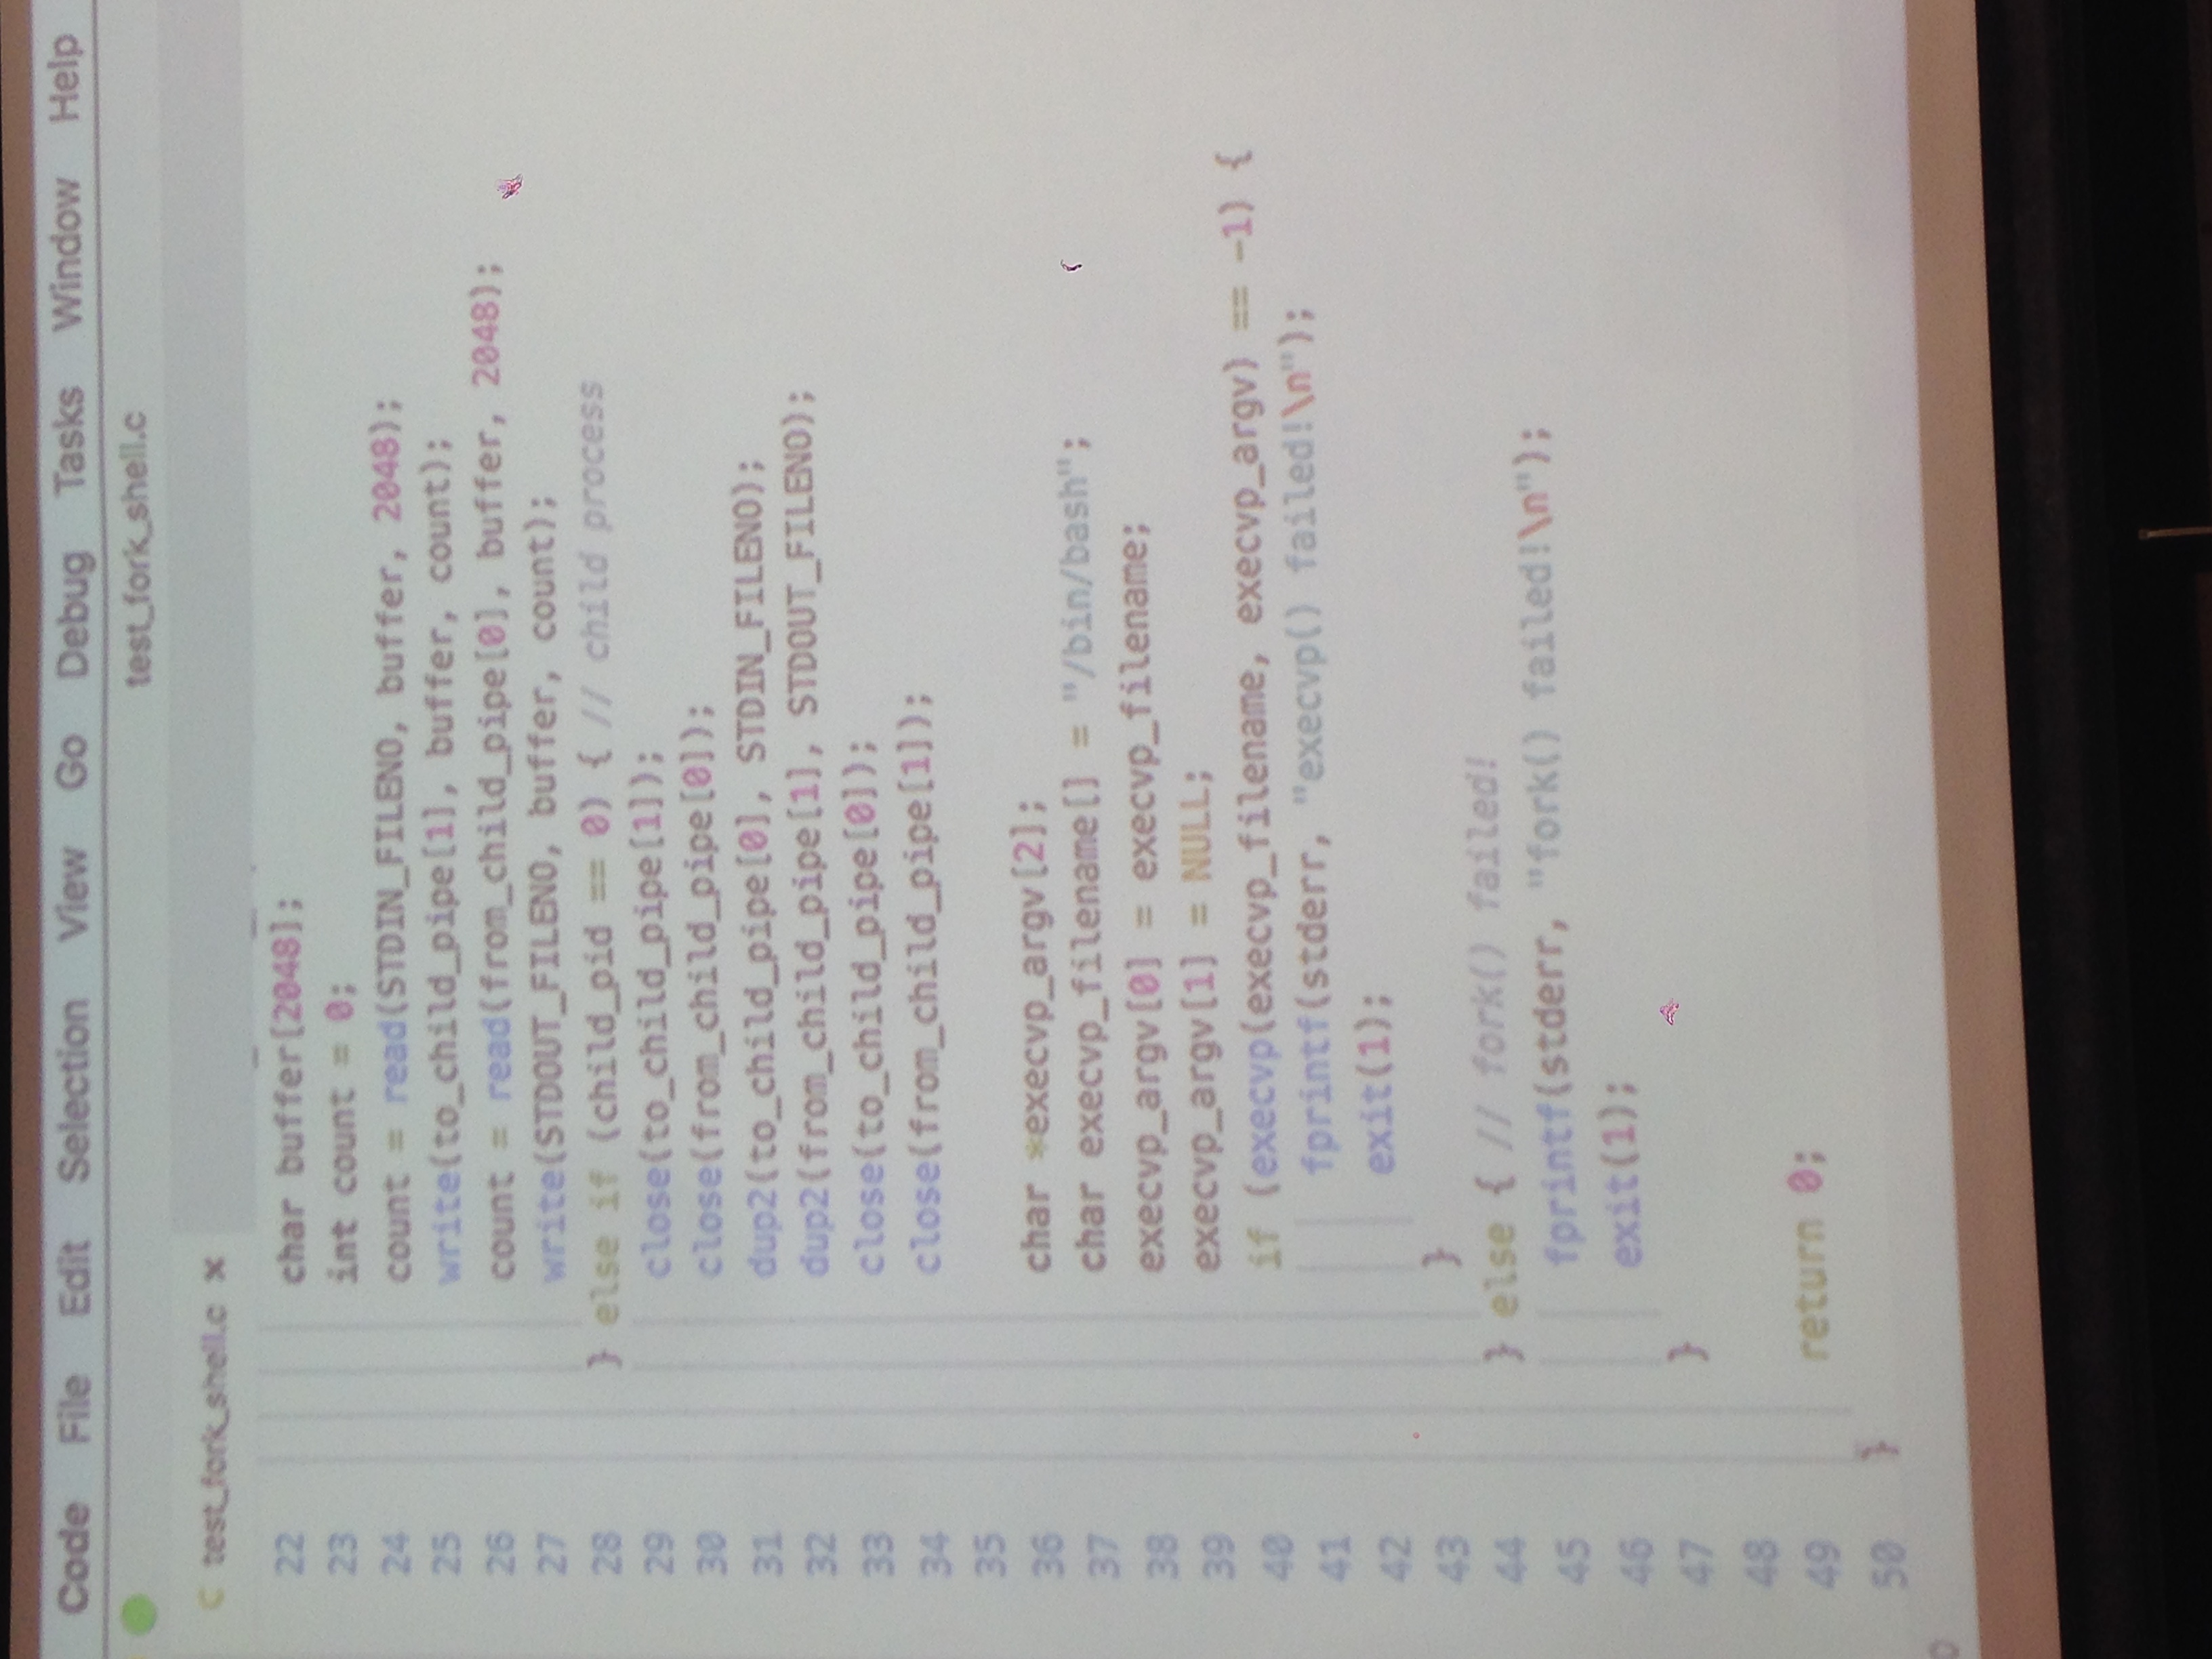 Code File Edit Selection View Go Debug Tasks Window Help
test_fork_shell.c
C test_fork_shell.c ×
22 char buffer[2048];
23 int count = 0;
24 count = read(STDIN_FILENO, buffer, 2048);
25 write(to_child_pipe[1], buffer, count);
26 count = read(from_child_pipe[0], buffer, 2048);
27 write(STDOUT_FILENO, buffer, count);
28 } else if (child_pid == 0) { // child process
29 close(to_child_pipe[1]);
30 close(from_child_pipe[0]);
31 dup2(to_child_pipe[0], STDIN_FILENO);
32 dup2(from_child_pipe[1], STDOUT_FILENO);
33 close(to_child_pipe[0]);
34 close(from_child_pipe[1]);
35
36 char *execvp_argv[2];
37 char execvp_filename[] = "/bin/bash";
38 execvp_argv[0] = execvp_filename;
39 execvp_argv[1] = NULL;
40 if (execvp(execvp_filename, execvp_argv) == -1) {
41 fprintf(stderr, "execvp() failed!\n");
42 exit(1);
43 }
44 } else { // fork() failed!
45 fprintf(stderr, "fork() failed!\n");
46 exit(1);
47 }
48
49 return 0;
50 }